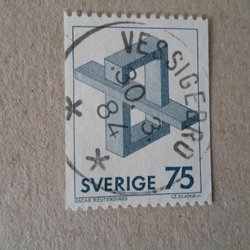 VESSIGEBRO
30. 3.
84
SVERIGE 75
OSCAR REUTERSVÄRD
CZ.SLANIA